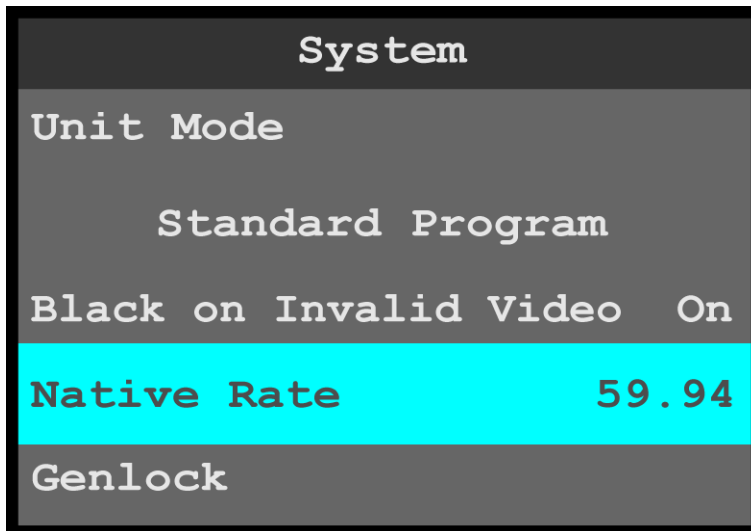 System
Unit Mode
Standard Program
Black on Invalid Video On
Native Rate 59.94
Genlock